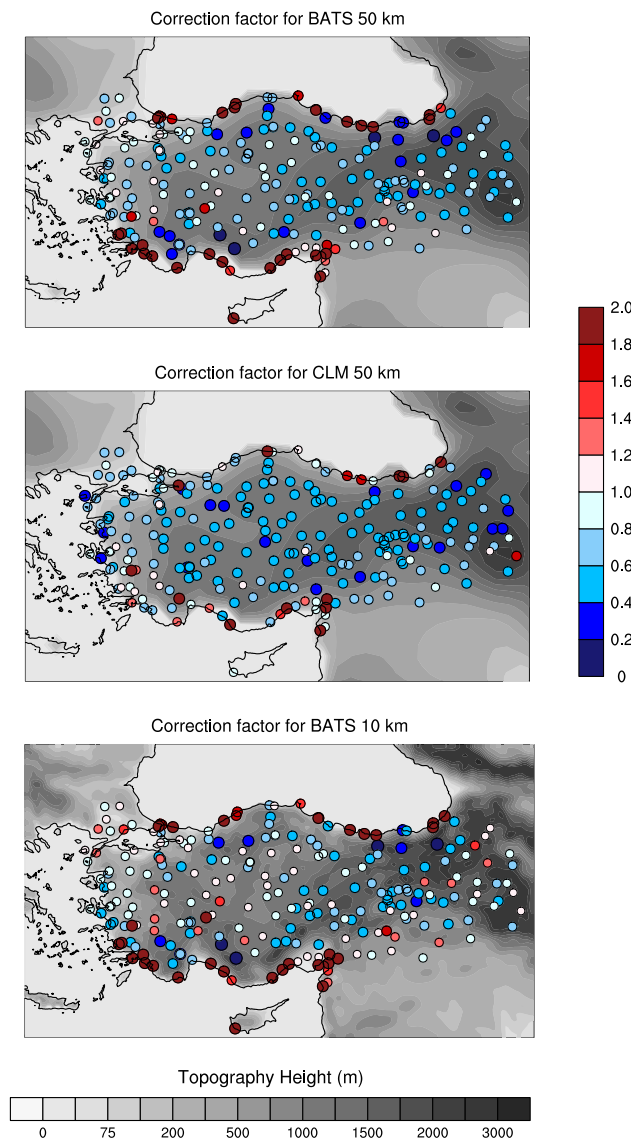 Correction factor for BATS 50 km
Correction factor for CLM 50 km
2.0
1.8
1.6
1.4
1.2
1.0
0.8
0.6
0.4
0.2
0
Correction factor for BATS 10 km
Topography Height (m)
0 75 200 500 1000 1500 2000 3000